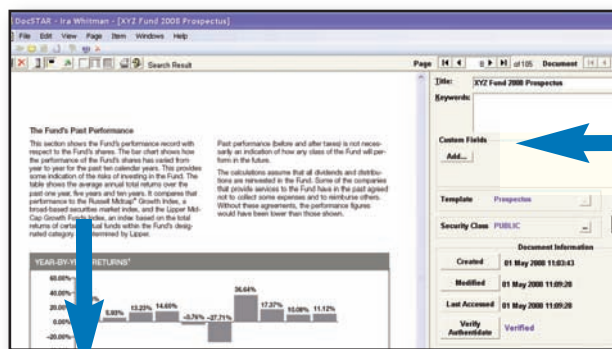 DocSTAR - Ira Whitman - [XYZ Fund 2008 Prospectus]
File Edit View Page Item Windows Help
Search Result
Page 8 of 105 Document
Title: XYZ Fund 2008 Prospectus
Keywords:
Custom Fields
Add...
Template Prospectus
Security Class PUBLIC ...
Document Information
Created 01 May 2008 11:03:43
Modified 01 May 2008 11:09:28
Last Accessed 01 May 2008 11:09:28
Verify Authentidate Verified
The Fund's Past Performance
This section shows the Fund's performance record with
respect to the Fund's shares. The bar chart shows how
the performance of the Fund's shares has varied from
year to year for the past ten calendar years. This provides
some indication of the risks of investing in the Fund. The
table shows the average annual total returns over the
past one year, five years and ten years. It compares that
performance to the Russell Midcap® Growth Index, a
broad-based securities market index, and the Lipper Mid-
Cap Growth Funds Index, an index based on the total
returns of certain mutual funds within the Fund's desig-
nated category as determined by Lipper.
Past performance (before and after taxes) is not neces-
sarily an indication of how any class of the Fund will per-
form in the future.
The calculations assume that all dividends and distribu-
tions are reinvested in the Fund. Some of the companies
that provide services to the Fund have in the past agreed
not to collect some expenses and to reimburse others.
Without these agreements, the performance figures
would have been lower than those shown.
YEAR-BY-YEAR RETURNS*
60.00%
40.00%
20.00%
0.00%
-20.00%
5.93% 13.23% 14.65% -3.76% -27.71% 36.64% 17.37% 10.08% 11.12%